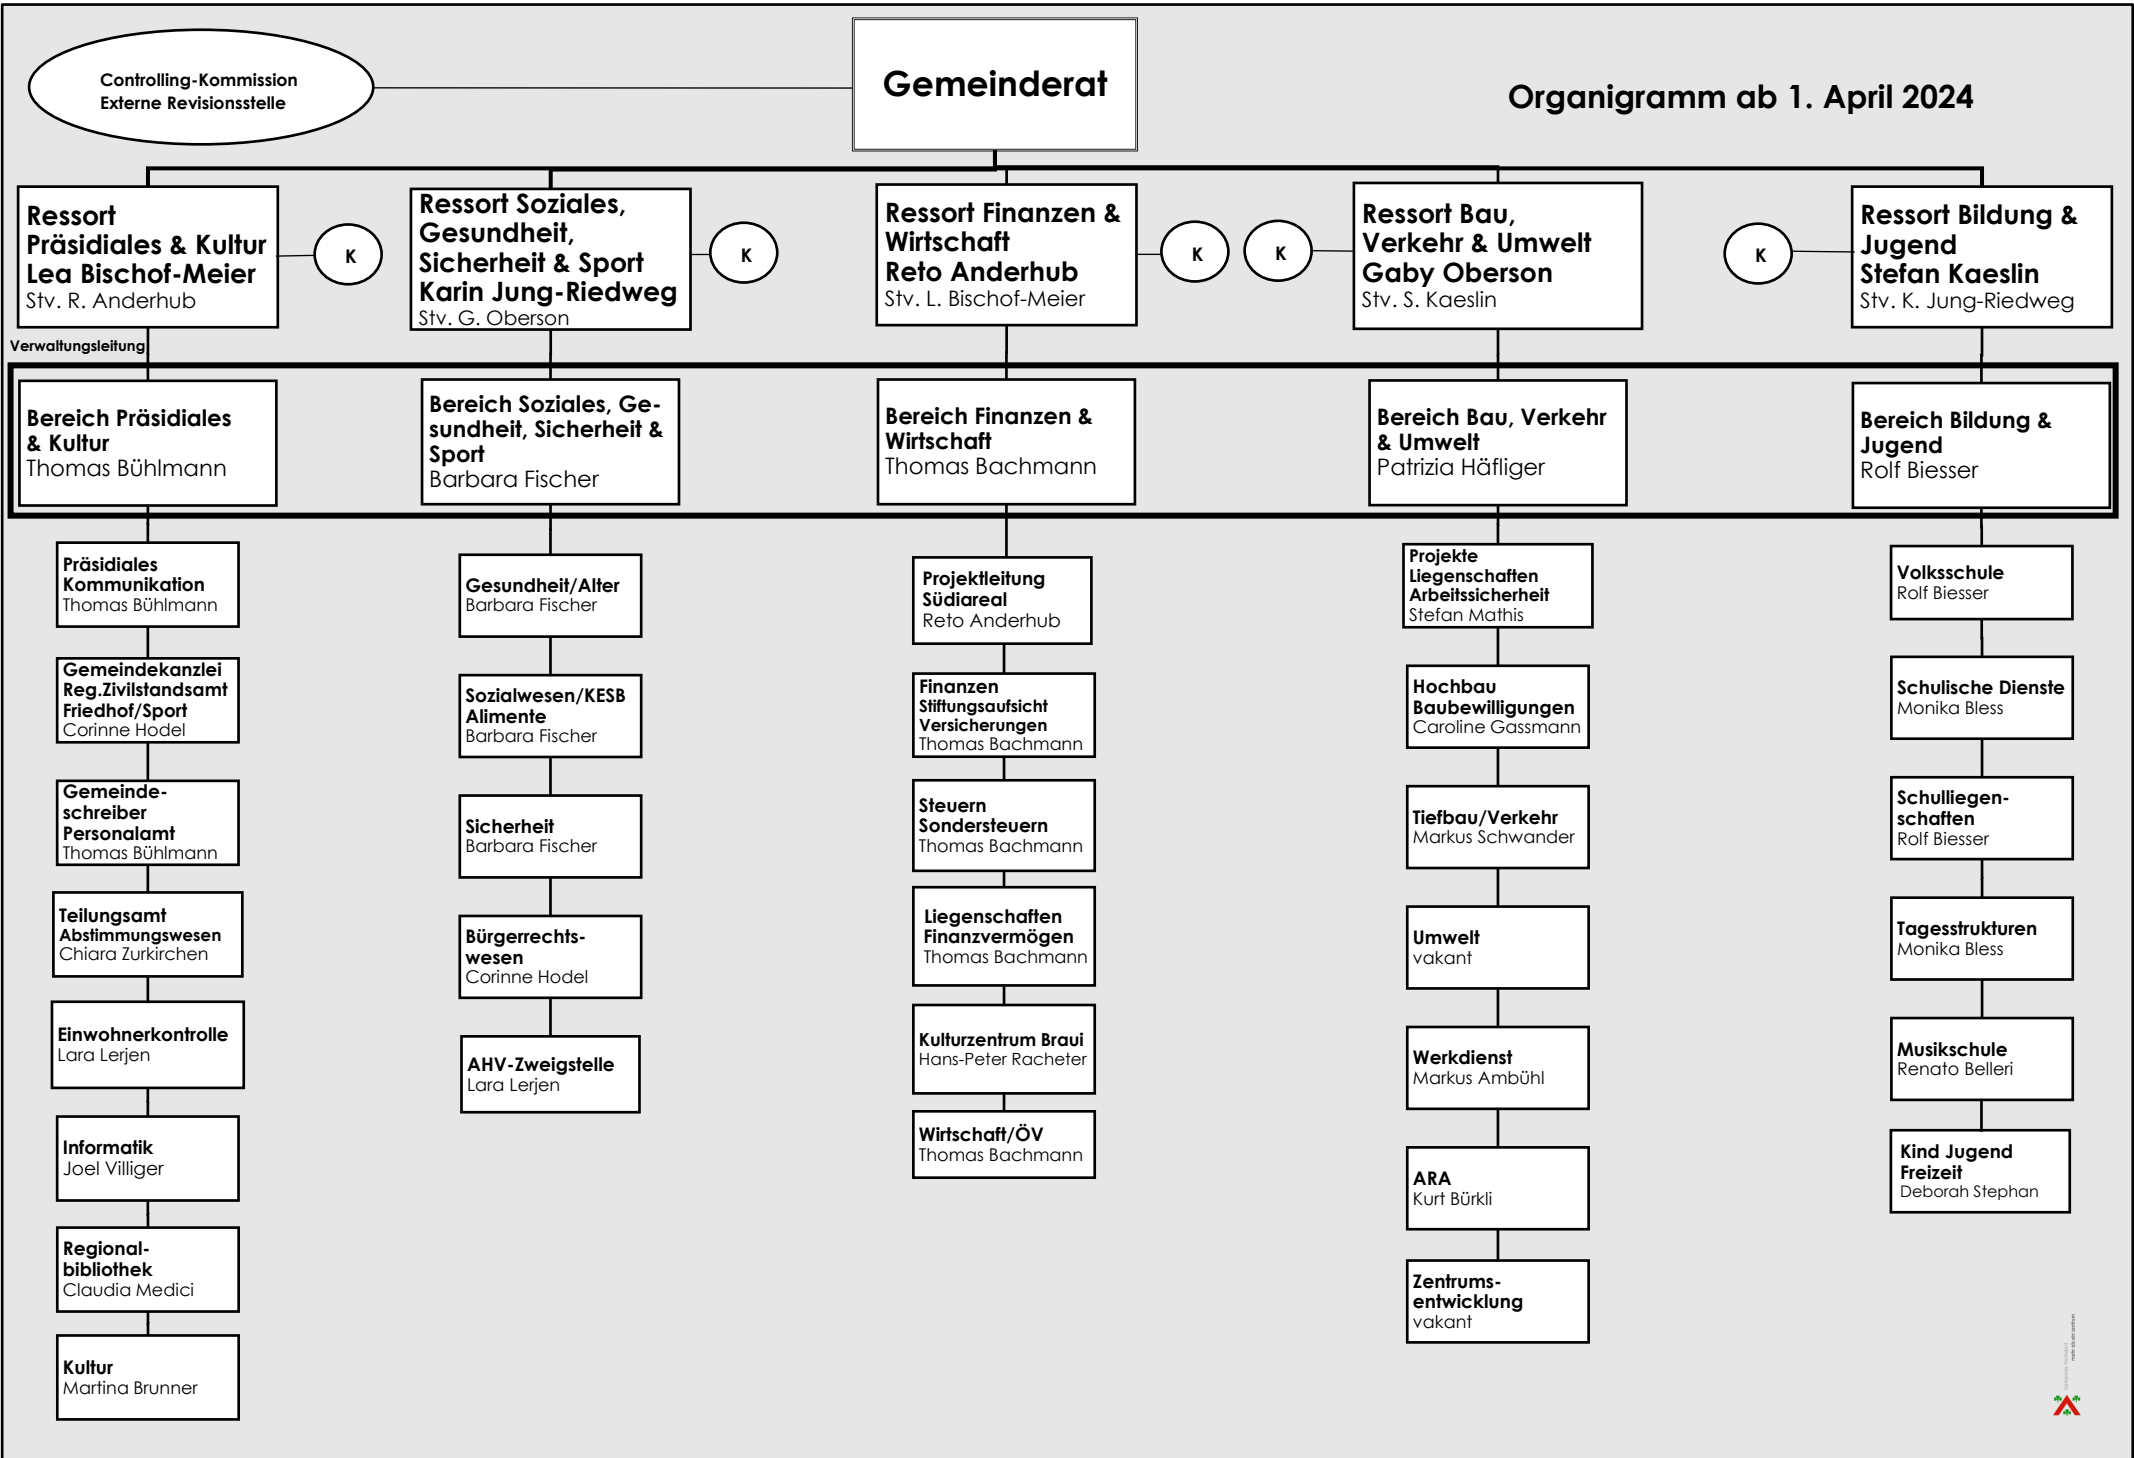 Controlling-Kommission
Externe Revisionsstelle
Gemeinderat
Organigramm ab 1. April 2024
Ressort
Präsidiales & Kultur
Lea Bischof-Meier
Stv. R. Anderhub
K
Ressort Soziales,
Gesundheit,
Sicherheit & Sport
Karin Jung-Riedweg
Stv. G. Oberson
K
Ressort Finanzen &
Wirtschaft
Reto Anderhub
Stv. L. Bischof-Meier
K
K
Ressort Bau,
Verkehr & Umwelt
Gaby Oberson
Stv. S. Kaeslin
K
Ressort Bildung &
Jugend
Stefan Kaeslin
Stv. K. Jung-Riedweg
Verwaltungsleitung
Bereich Präsidiales
& Kultur
Thomas Bühlmann
Bereich Soziales, Ge-
sundheit, Sicherheit &
Sport
Barbara Fischer
Bereich Finanzen &
Wirtschaft
Thomas Bachmann
Bereich Bau, Verkehr
& Umwelt
Patrizia Häfliger
Bereich Bildung &
Jugend
Rolf Biesser
Präsidiales
Kommunikation
Thomas Bühlmann
Gemeindekanzlei
Reg.Zivilstandsamt
Friedhof/Sport
Corinne Hodel
Gemeinde-
schreiber
Personalamt
Thomas Bühlmann
Teilungsamt
Abstimmungswesen
Chiara Zurkirchen
Einwohnerkontrolle
Lara Lerjen
Informatik
Joel Villiger
Regional-
bibliothek
Claudia Medici
Kultur
Martina Brunner
Gesundheit/Alter
Barbara Fischer
Sozialwesen/KESB
Alimente
Barbara Fischer
Sicherheit
Barbara Fischer
Bürgerrechts-
wesen
Corinne Hodel
AHV-Zweigstelle
Lara Lerjen
Projektleitung
Südiareal
Reto Anderhub
Finanzen
Stiftungsaufsicht
Versicherungen
Thomas Bachmann
Steuern
Sondersteuern
Thomas Bachmann
Liegenschaften
Finanzvermögen
Thomas Bachmann
Kulturzentrum Braui
Hans-Peter Racheter
Wirtschaft/ÖV
Thomas Bachmann
Projekte
Liegenschaften
Arbeitssicherheit
Stefan Mathis
Hochbau
Baubewilligungen
Caroline Gassmann
Tiefbau/Verkehr
Markus Schwander
Umwelt
vakant
Werkdienst
Markus Ambühl
ARA
Kurt Bürkli
Zentrums-
entwicklung
vakant
Volksschule
Rolf Biesser
Schulische Dienste
Monika Bless
Schulliegen-
schaften
Rolf Biesser
Tagesstrukturen
Monika Bless
Musikschule
Renato Belleri
Kind Jugend
Freizeit
Deborah Stephan